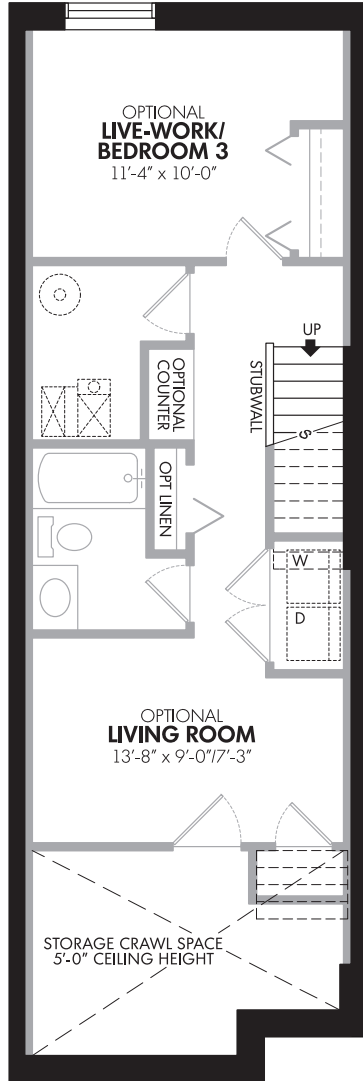 OPTIONAL
LIVE-WORK/
BEDROOM 3
11'-4" x 10'-0"
UP
OPTIONAL
COUNTER
STUBWALL
S
OPT LINEN
W
D
OPTIONAL
LIVING ROOM
13'-8" x 9'-0"/7'-3"
STORAGE CRAWL SPACE
5'-0" CEILING HEIGHT